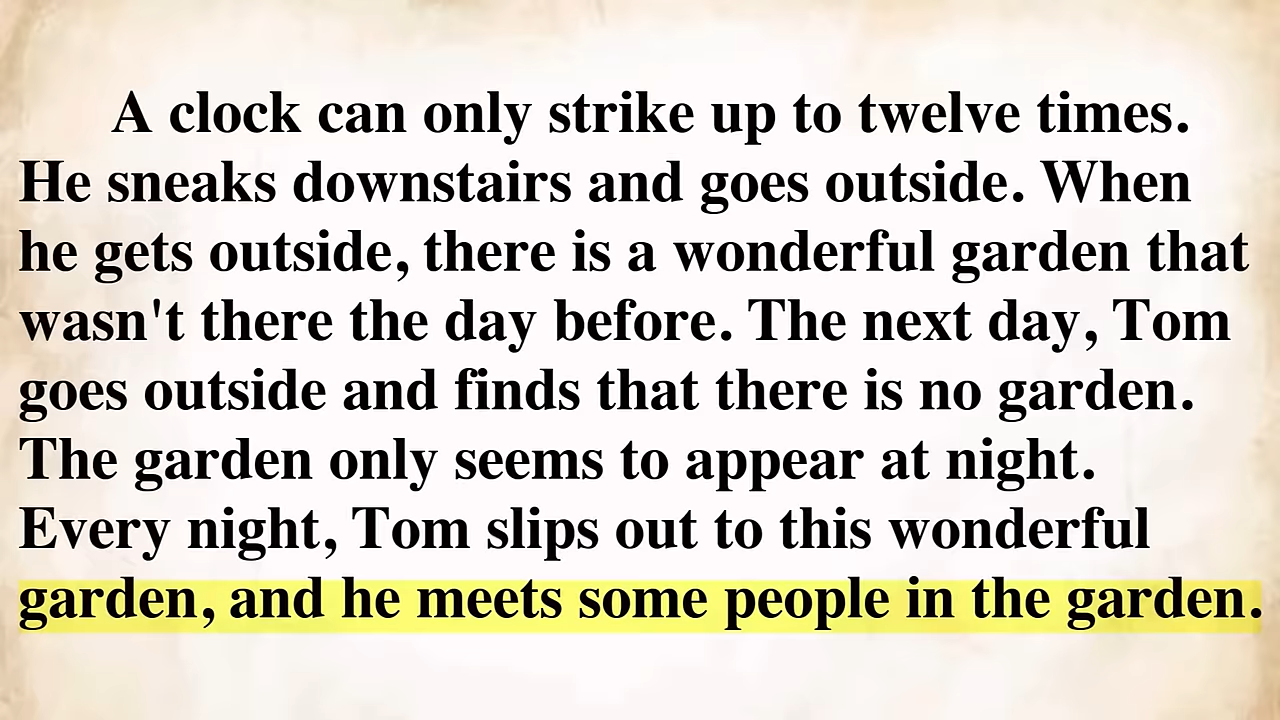 A clock can only strike up to twelve times.
He sneaks downstairs and goes outside. When
he gets outside, there is a wonderful garden that
wasn't there the day before. The next day, Tom
goes outside and finds that there is no garden.
The garden only seems to appear at night.
Every night, Tom slips out to this wonderful
garden, and he meets some people in the garden.